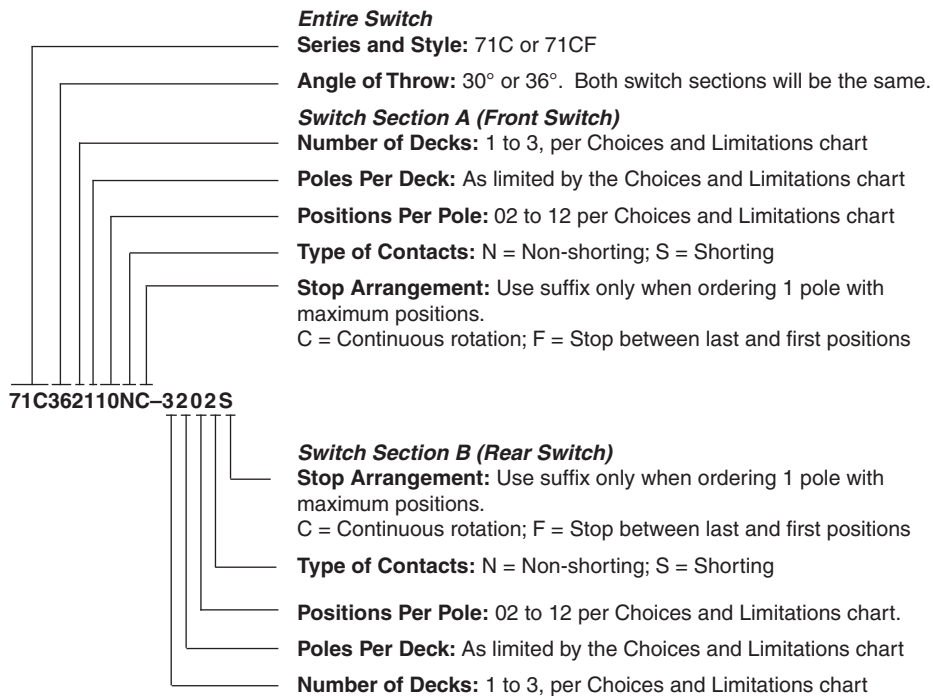 Entire Switch
Series and Style: 71C or 71CF
Angle of Throw: 30° or 36°. Both switch sections will be the same.
Switch Section A (Front Switch)
Number of Decks: 1 to 3, per Choices and Limitations chart
Poles Per Deck: As limited by the Choices and Limitations chart
Positions Per Pole: 02 to 12 per Choices and Limitations chart
Type of Contacts: N = Non-shorting; S = Shorting
Stop Arrangement: Use suffix only when ordering 1 pole with
maximum positions.
C = Continuous rotation; F = Stop between last and first positions
71C362110NC–3202S
Switch Section B (Rear Switch)
Stop Arrangement: Use suffix only when ordering 1 pole with
maximum positions.
C = Continuous rotation; F = Stop between last and first positions
Type of Contacts: N = Non-shorting; S = Shorting
Positions Per Pole: 02 to 12 per Choices and Limitations chart.
Poles Per Deck: As limited by the Choices and Limitations chart
Number of Decks: 1 to 3, per Choices and Limitations chart